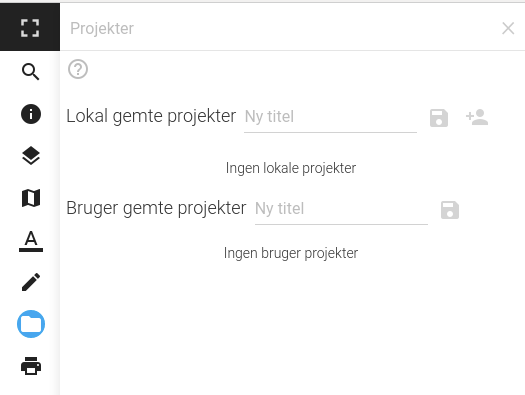 Projekter
Lokal gemte projekter Ny titel
Ingen lokale projekter
Bruger gemte projekter Ny titel
Ingen bruger projekter
A